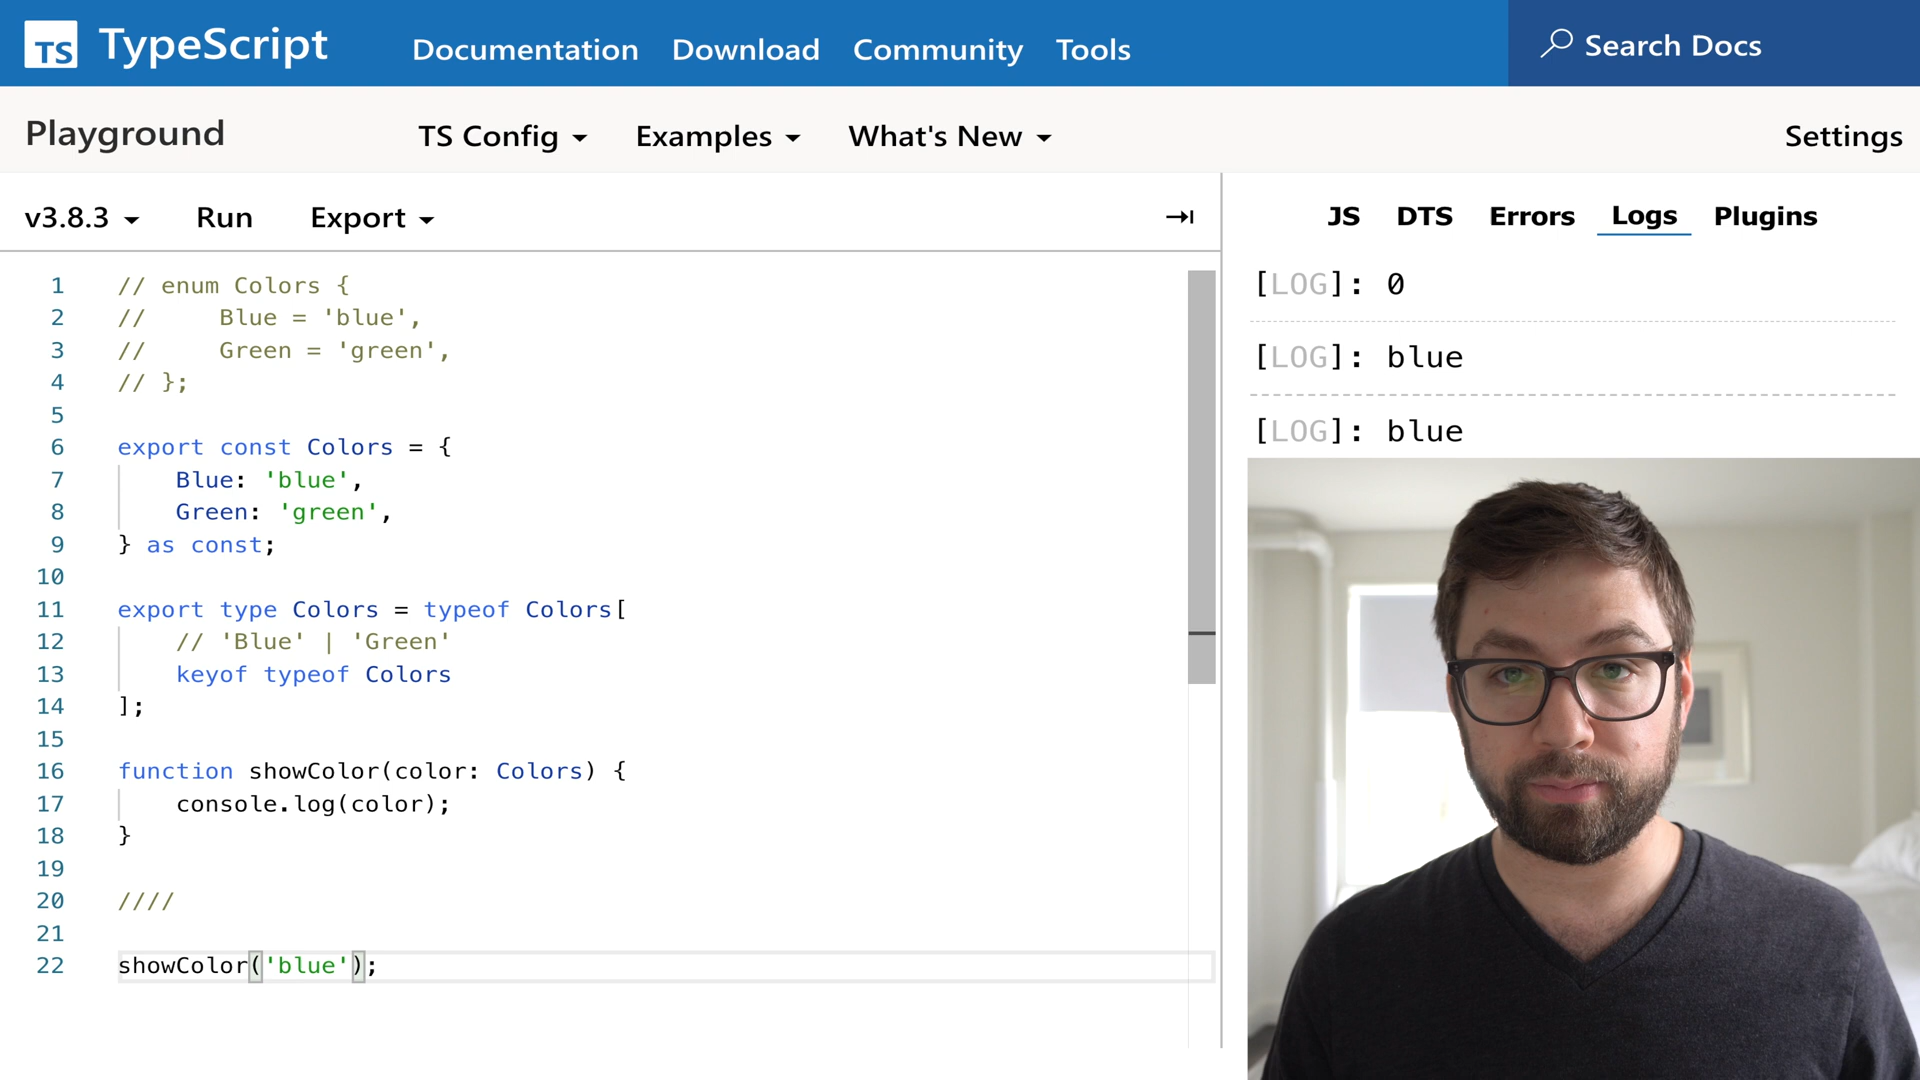 TS TypeScript Documentation Download Community Tools Search Docs
Playground TS Config Examples What's New Settings
v3.8.3 Run Export JS DTS Errors Logs Plugins
1 // enum Colors {
2 //     Blue = 'blue',
3 //     Green = 'green',
4 // };
5
6 export const Colors = {
7     Blue: 'blue',
8     Green: 'green',
9 } as const;
10
11 export type Colors = typeof Colors[
12     // 'Blue' | 'Green'
13     keyof typeof Colors
14 ];
15
16 function showColor(color: Colors) {
17     console.log(color);
18 }
19
20 ////
21
22 showColor('blue');
[LOG]: 0
[LOG]: blue
[LOG]: blue